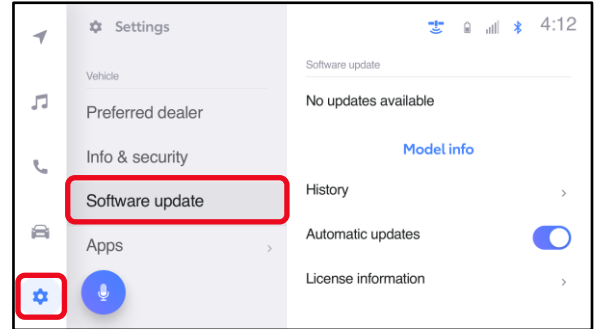 Settings
4:12
Vehicle
Preferred dealer
Info & security
Software update
Apps
Software update
No updates available
Model info
History
Automatic updates
License information